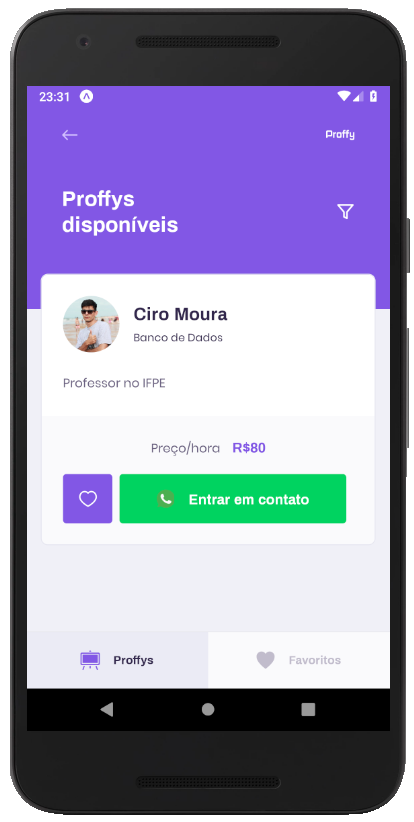 23:31
Proffy
Proffys
disponíveis
Ciro Moura
Banco de Dados
Professor no IFPE
Preço/hora R$80
Entrar em contato
Proffys
Favoritos